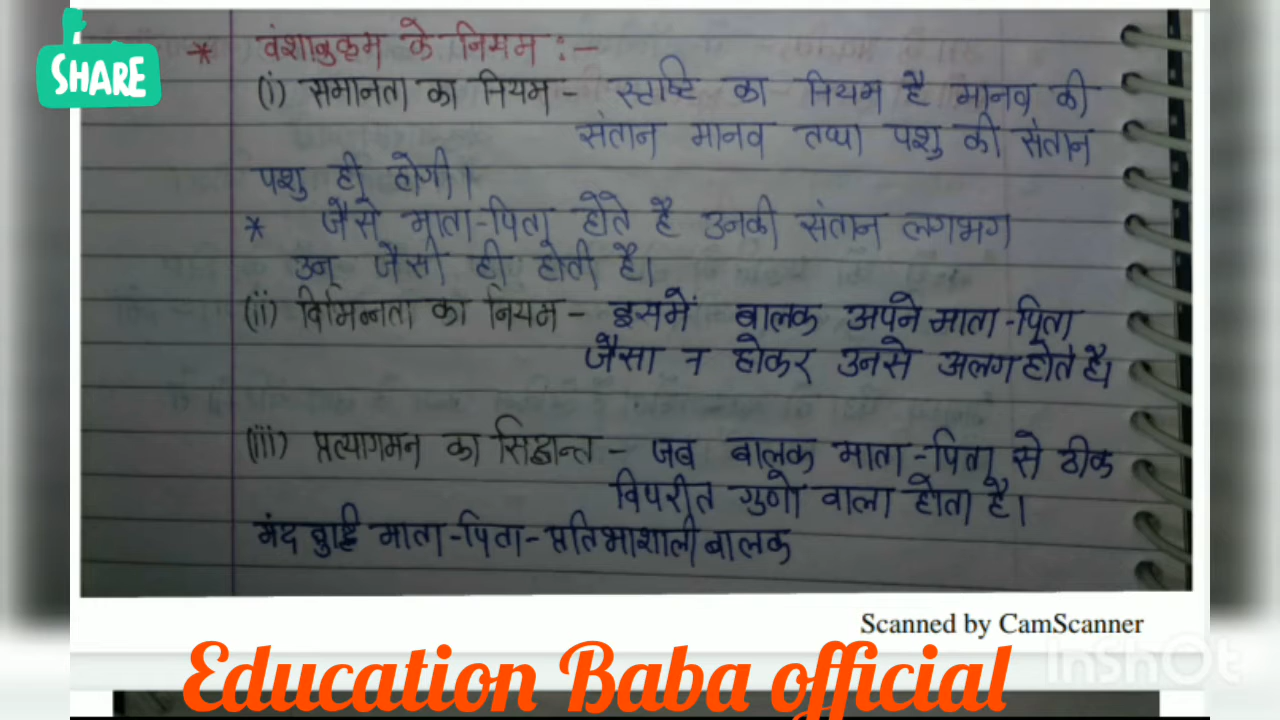 SHARE
* वंशानुक्रम के नियम :-
(i) समानता का नियम - सृष्टि का नियम है मानव की
संतान मानव तथा पशु की संतान
पशु ही होगी।
* जैसे माता-पिता होते है उनकी संतान लगभग
उन जैसी ही होती है।
(ii) विभिन्नता का नियम - इसमें बालक अपने माता-पिता
जैसा न होकर उनसे अलग होते है।
(iii) प्रत्यागमन का सिद्धान्त - जब बालक माता-पिता से ठीक
विपरीत गुणो वाला होता है।
मंद बुद्धि माता-पिता - प्रतिभाशाली बालक
Scanned by CamScanner
Education Baba official
InShOt